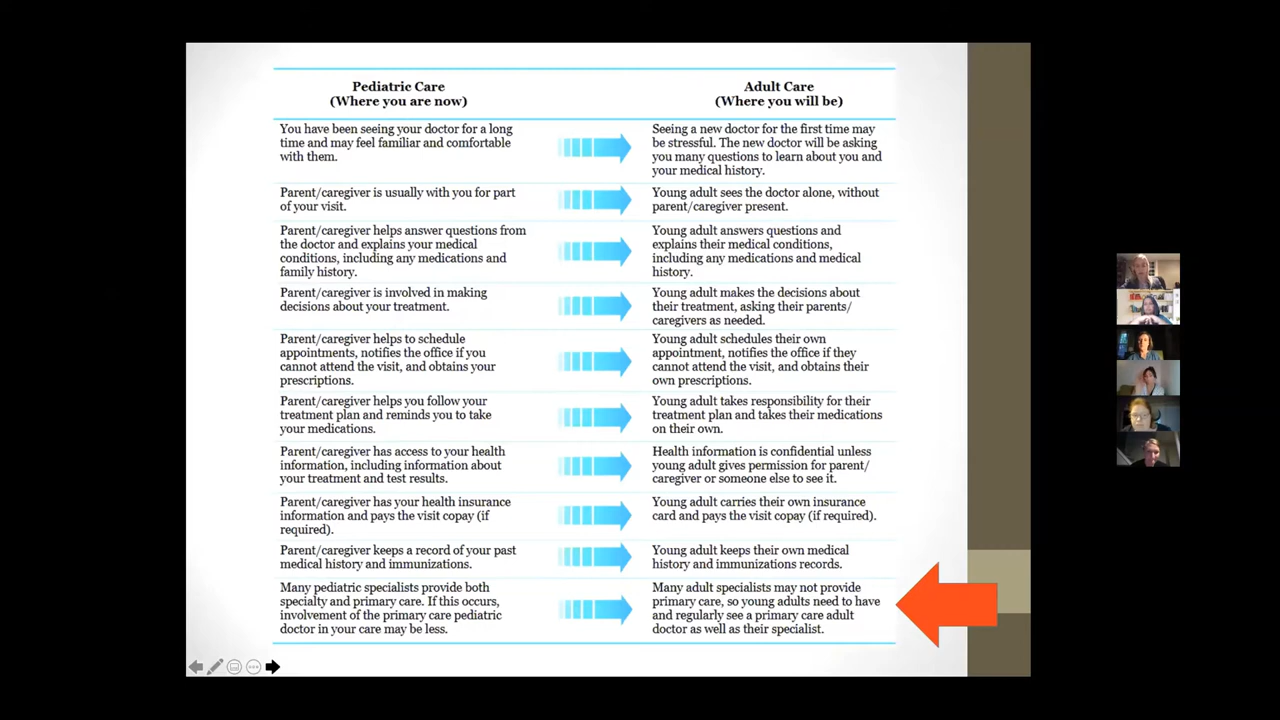 Pediatric Care
(Where you are now)
Adult Care
(Where you will be)
You have been seeing your doctor for a long
time and may feel familiar and comfortable
with them.
Seeing a new doctor for the first time may
be stressful. The new doctor will be asking
you many questions to learn about you and
your medical history.
Parent/caregiver is usually with you for part
of your visit.
Young adult sees the doctor alone, without
parent/caregiver present.
Parent/caregiver helps answer questions from
the doctor and explains your medical
conditions, including any medications and
family history.
Young adult answers questions and
explains their medical conditions,
including any medications and medical
history.
Parent/caregiver is involved in making
decisions about your treatment.
Young adult makes the decisions about
their treatment, asking their parents/
caregivers as needed.
Parent/caregiver helps to schedule
appointments, notifies the office if you
cannot attend the visit, and obtains your
prescriptions.
Young adult schedules their own
appointment, notifies the office if they
cannot attend the visit, and obtains their
own prescriptions.
Parent/caregiver helps you follow your
treatment plan and reminds you to take
your medications.
Young adult takes responsibility for their
treatment plan and takes their medications
on their own.
Parent/caregiver has access to your health
information, including information about
your treatment and test results.
Health information is confidential unless
young adult gives permission for parent/
caregiver or someone else to see it.
Parent/caregiver has your health insurance
information and pays the visit copay (if
required).
Young adult carries their own insurance
card and pays the visit copay (if required).
Parent/caregiver keeps a record of your past
medical history and immunizations.
Young adult keeps their own medical
history and immunizations records.
Many pediatric specialists provide both
specialty and primary care. If this occurs,
involvement of the primary care pediatric
doctor in your care may be less.
Many adult specialists may not provide
primary care, so young adults need to have
and regularly see a primary care adult
doctor as well as their specialist.